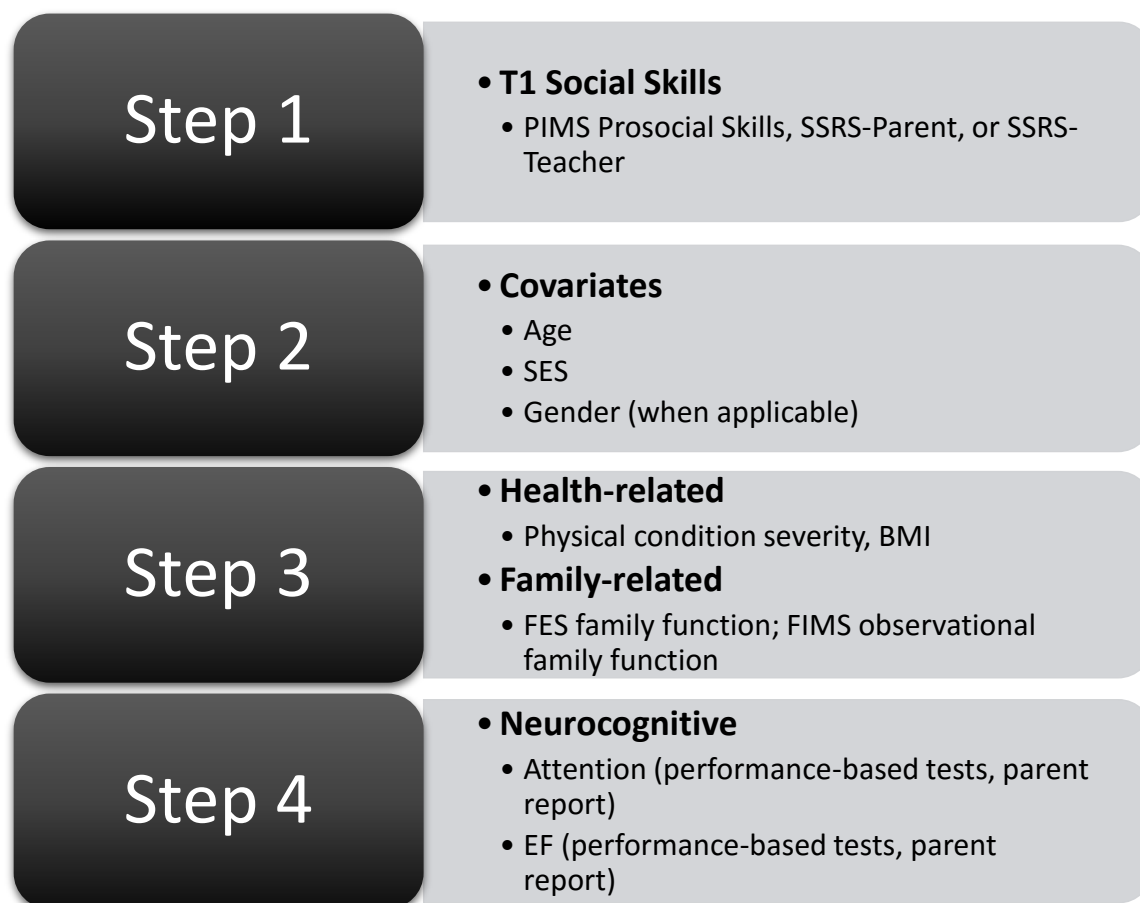 Step 1
• T1 Social Skills
• PIMS Prosocial Skills, SSRS-Parent, or SSRS-
Teacher
Step 2
• Covariates
• Age
• SES
• Gender (when applicable)
Step 3
• Health-related
• Physical condition severity, BMI
• Family-related
• FES family function; FIMS observational
family function
Step 4
• Neurocognitive
• Attention (performance-based tests, parent
report)
• EF (performance-based tests, parent
report)